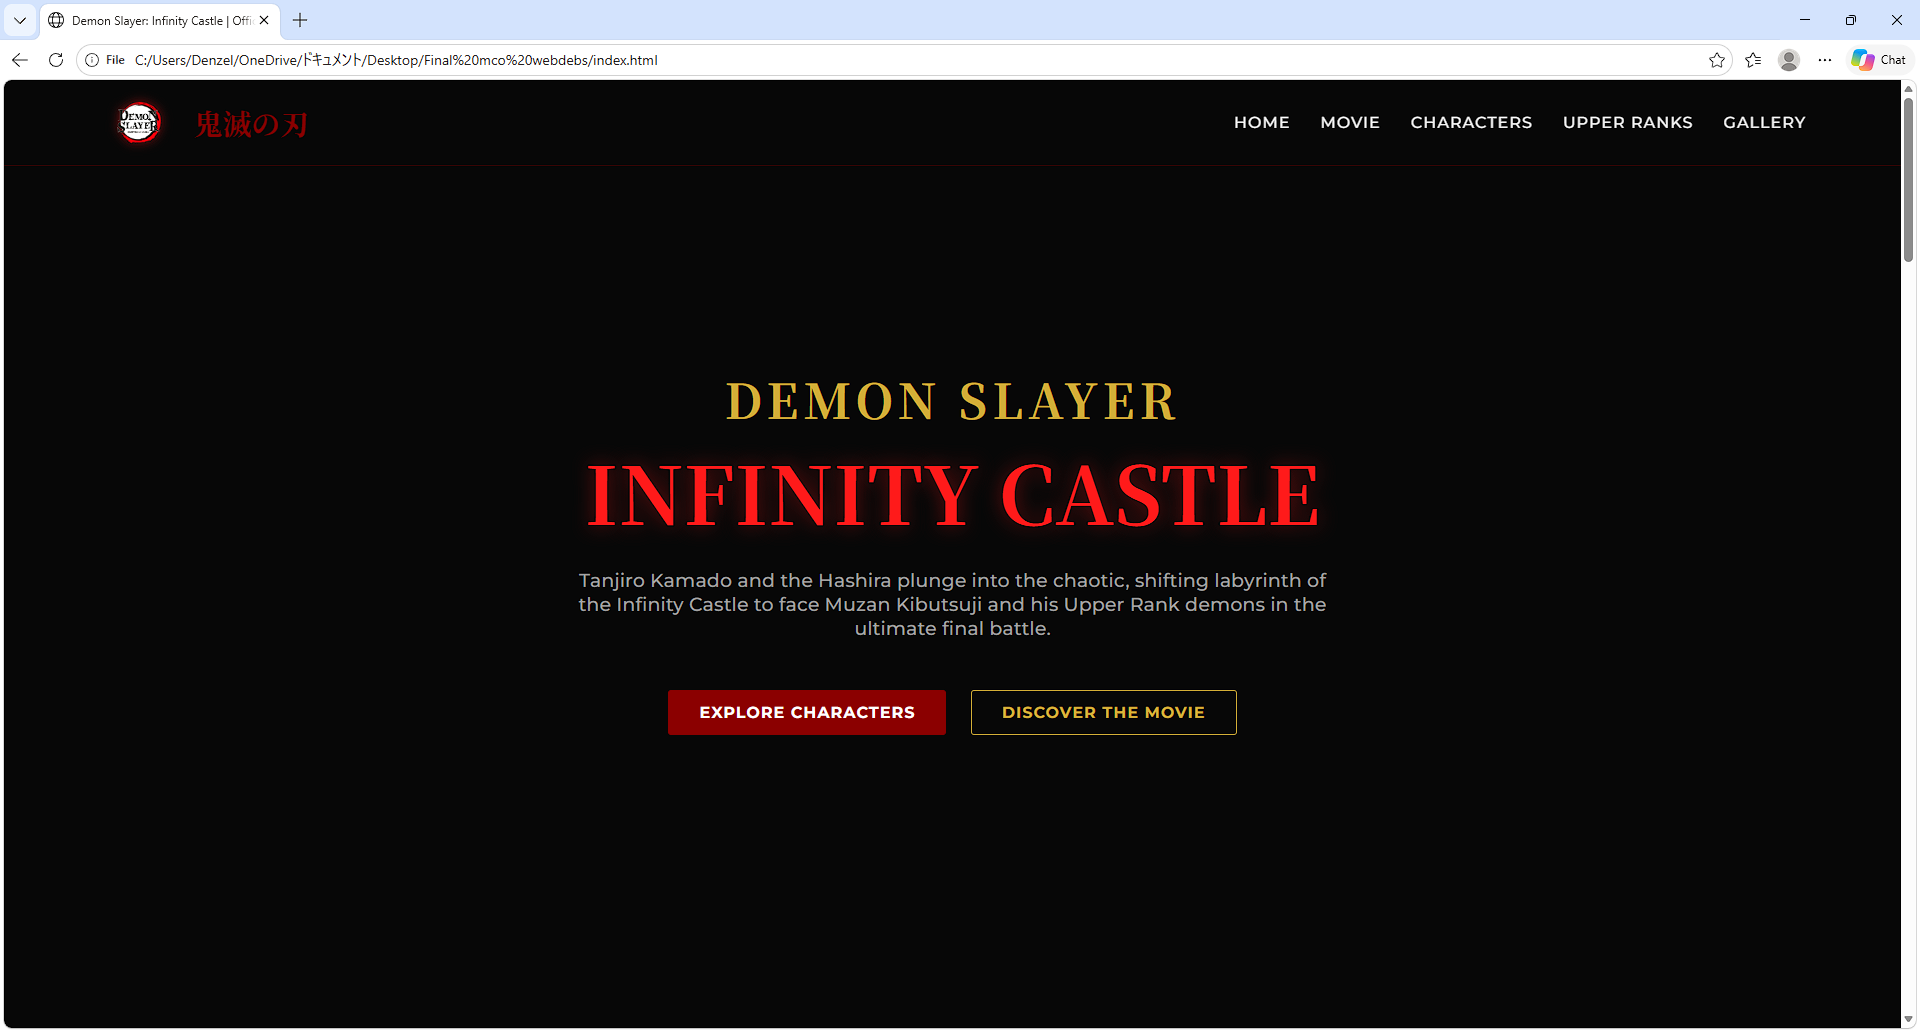 Demon Slayer: Infinity Castle | Offi
File C:/Users/Denzel/OneDrive/ドキュメント/Desktop/Final%20mco%20webdebs/index.html
Chat
DEMON SLAYER
鬼滅の刃
HOME MOVIE CHARACTERS UPPER RANKS GALLERY
DEMON SLAYER
INFINITY CASTLE
Tanjiro Kamado and the Hashira plunge into the chaotic, shifting labyrinth of
the Infinity Castle to face Muzan Kibutsuji and his Upper Rank demons in the
ultimate final battle.
EXPLORE CHARACTERS
DISCOVER THE MOVIE